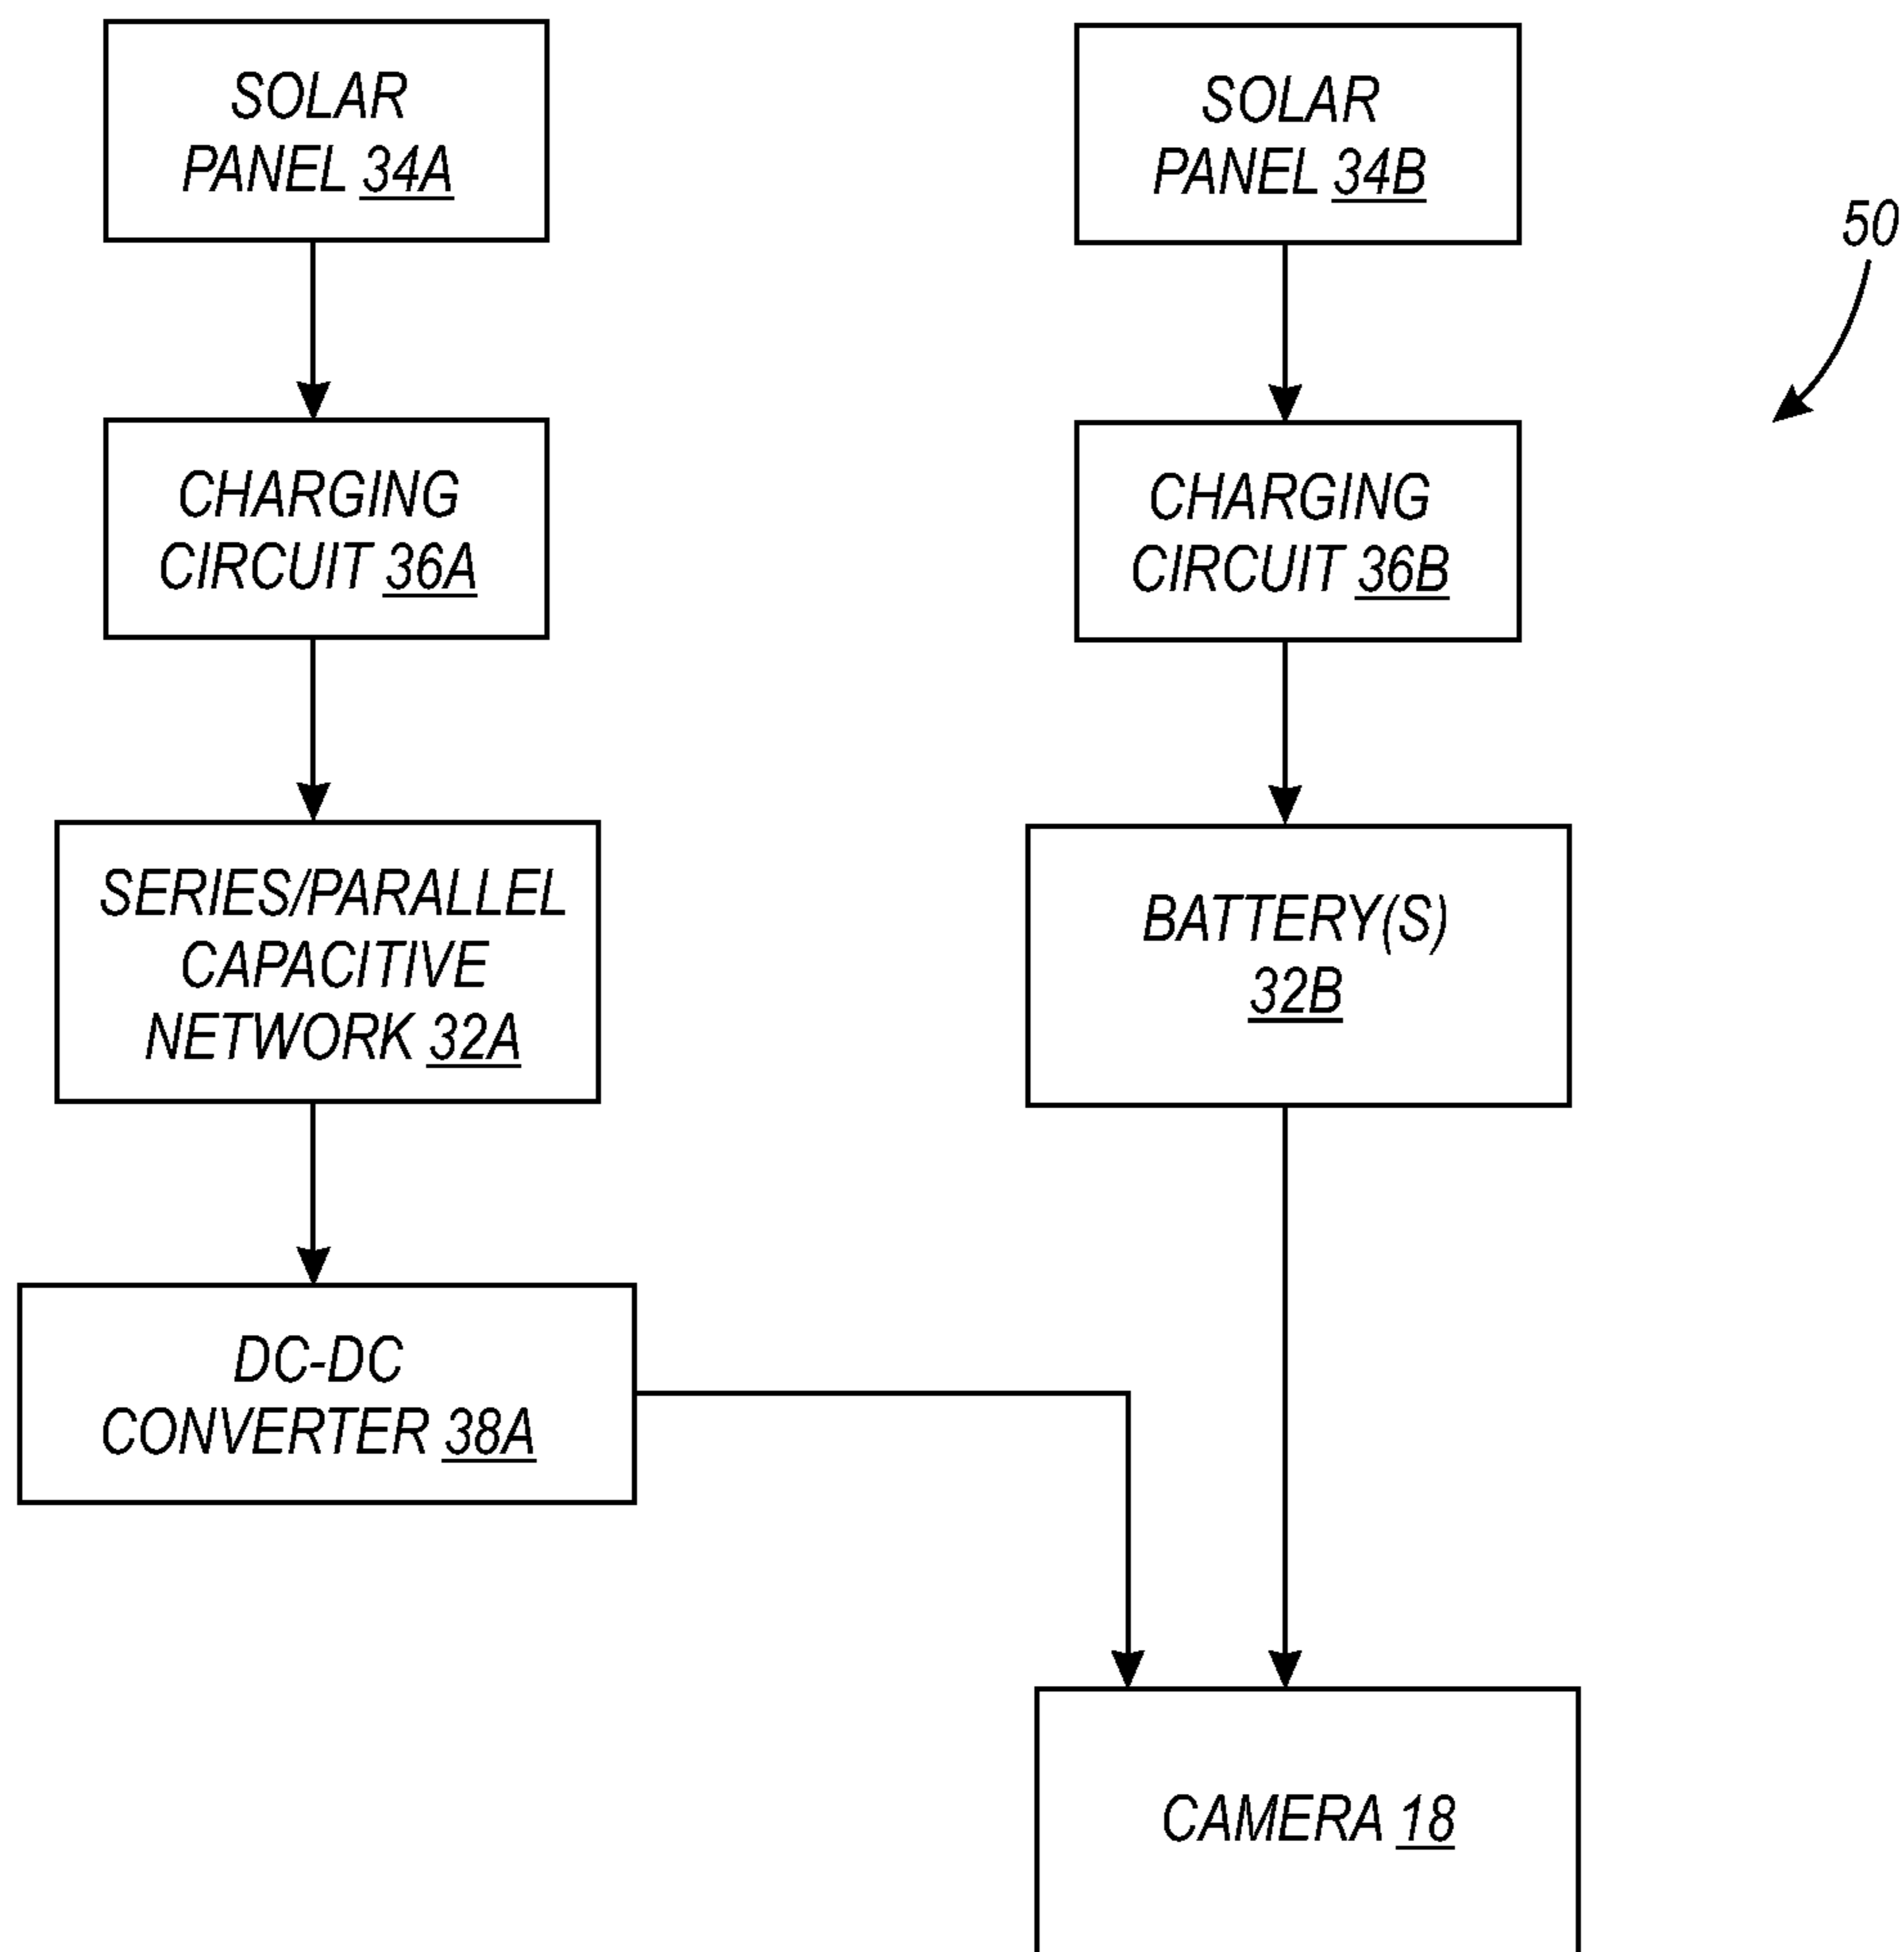 SOLAR
PANEL 34A
SOLAR
PANEL 34B
50
CHARGING
CIRCUIT 36A
CHARGING
CIRCUIT 36B
SERIES/PARALLEL
CAPACITIVE
NETWORK 32A
BATTERY(S)
32B
DC-DC
CONVERTER 38A
CAMERA 18